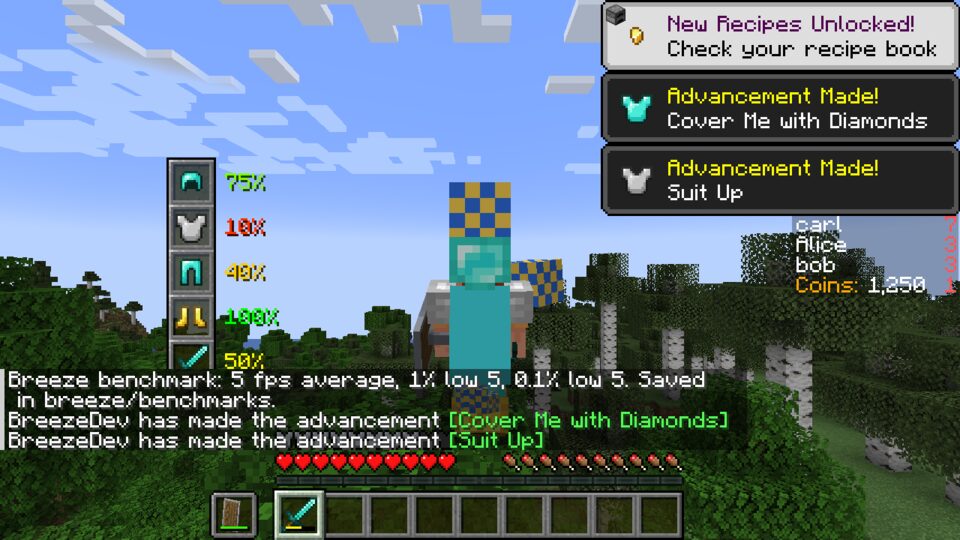 New Recipes Unlocked!
Check your recipe book
Advancement Made!
Cover Me with Diamonds
Advancement Made!
Suit Up
75%
10%
40%
100%
50%
carl
Alice
bob
Coins: 1,250
Breeze benchmark: 5 fps average, 1% low 5, 0.1% low 5. Saved
in breeze/benchmarks.
BreezeDev has made the advancement [Cover Me with Diamonds]
BreezeDev has made the advancement [Suit Up]